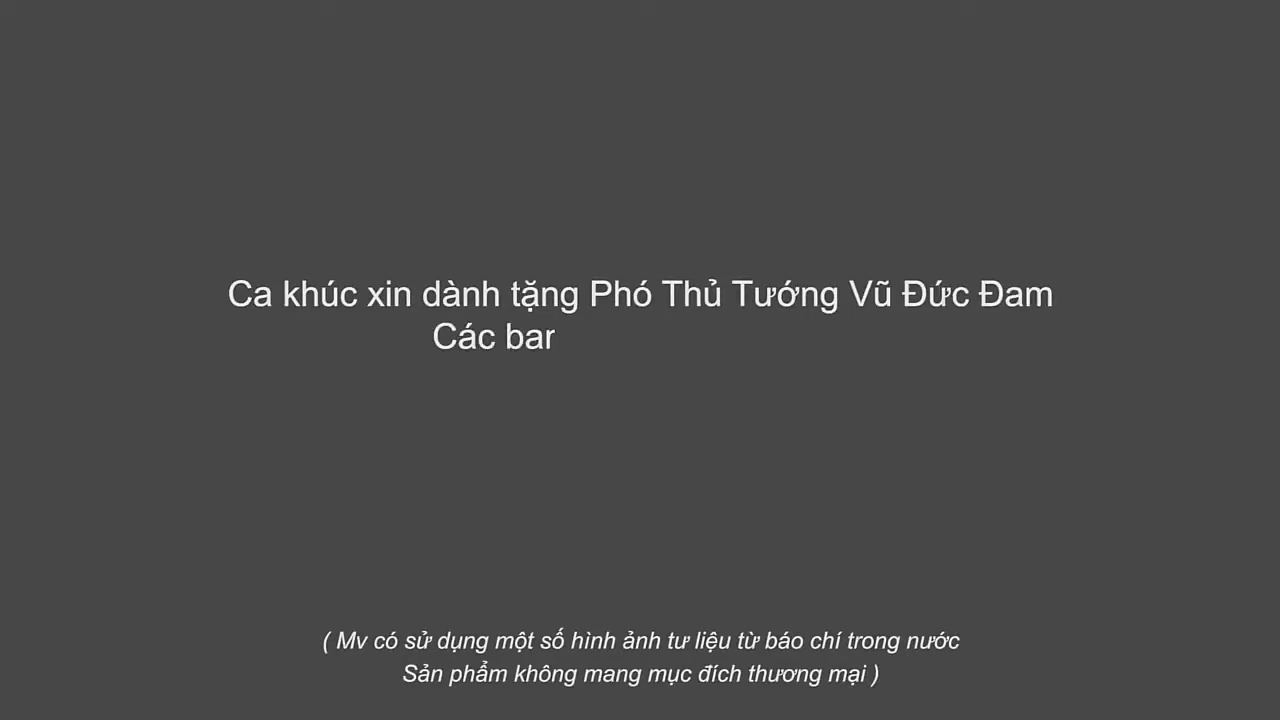 Ca khúc xin dành tặng Phó Thủ Tướng Vũ Đức Đam
Các bar
( Mv có sử dụng một số hình ảnh tư liệu từ báo chí trong nước
Sản phẩm không mang mục đích thương mại )